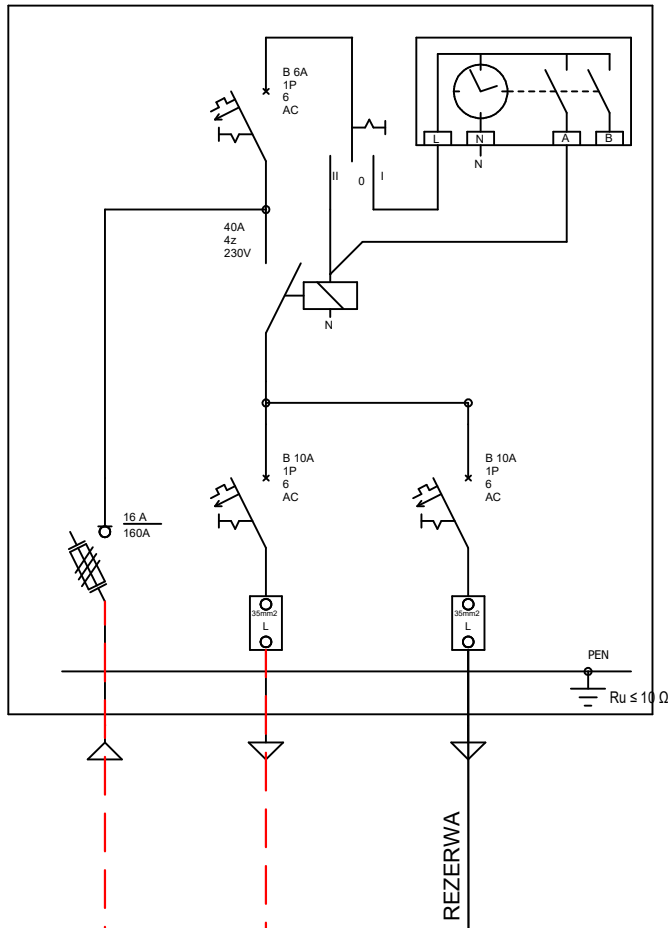 B 6A
1P
6
AC
L
N
A
B
N
II
0
I
40A
4z
230V
N
B 10A
1P
6
AC
B 10A
1P
6
AC
16 A
160A
35mm2
L
35mm2
L
PEN
Ru ≤ 10 Ω
REZERWA